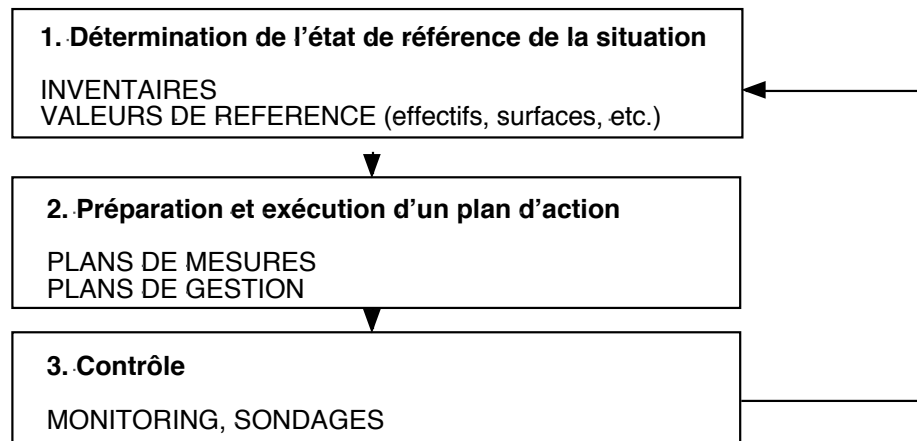 1. Détermination de l’état de référence de la situation
INVENTAIRES
VALEURS DE REFERENCE (effectifs, surfaces, etc.)
2. Préparation et exécution d’un plan d’action
PLANS DE MESURES
PLANS DE GESTION
3. Contrôle
MONITORING, SONDAGES